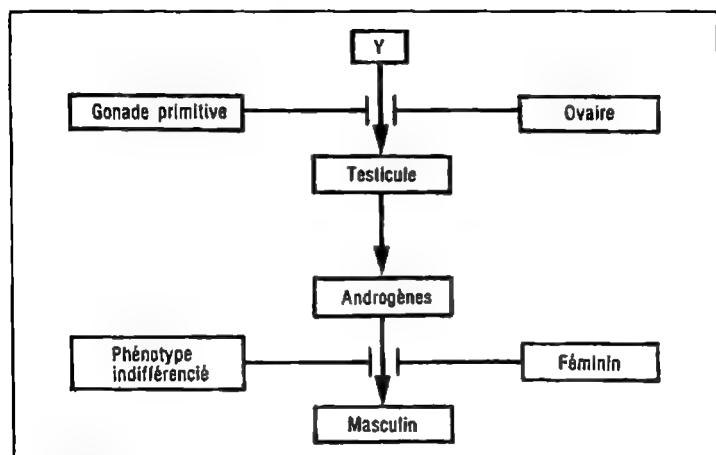 Y
Gonade primitive
Ovaire
Testicule
Androgènes
Phénotype
indifférencié
Féminin
Masculin